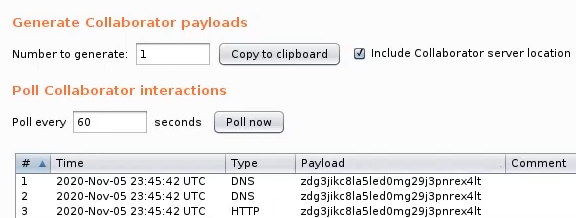 Generate Collaborator payloads
Number to generate: 1 Copy to clipboard Include Collaborator server location
Poll Collaborator interactions
Poll every 60 seconds Poll now
# Time Type Payload Comment
1 2020-Nov-05 23:45:42 UTC DNS zdg3jikc8la5led0mg29j3pnrex4lt
2 2020-Nov-05 23:45:42 UTC DNS zdg3jikc8la5led0mg29j3pnrex4lt
3 2020-Nov-05 23:45:42 UTC HTTP zdg3jikc8la5led0mg29j3pnrex4lt